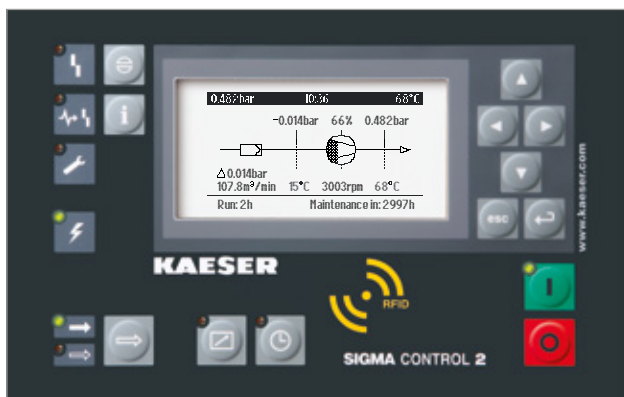 0.482bar 10:36 68°C
-0.014bar 66% 0.482bar
Δ0.014bar
107.8m³/min 15°C 3003rpm 68°C
Run: 2h Maintenance in: 2997h
esc
www.kaeser.com
KAESER
RFID
SIGMA CONTROL 2